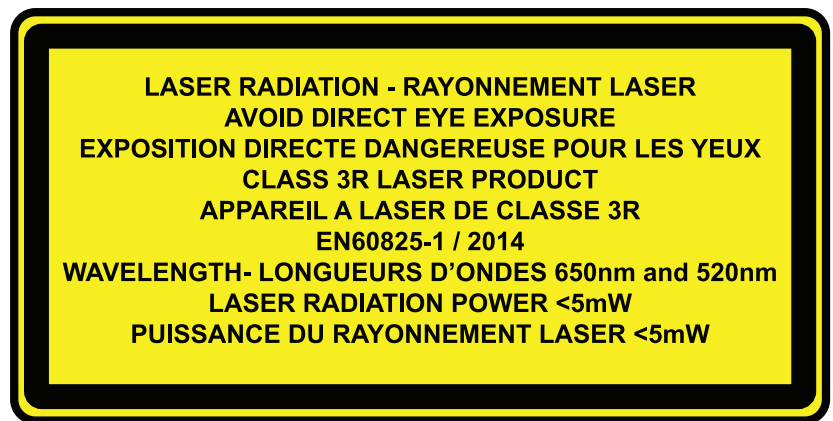 LASER RADIATION - RAYONNEMENT LASER
AVOID DIRECT EYE EXPOSURE
EXPOSITION DIRECTE DANGEREUSE POUR LES YEUX
CLASS 3R LASER PRODUCT
APPAREIL A LASER DE CLASSE 3R
EN60825-1 / 2014
WAVELENGTH- LONGUEURS D'ONDES 650nm and 520nm
LASER RADIATION POWER <5mW
PUISSANCE DU RAYONNEMENT LASER <5mW